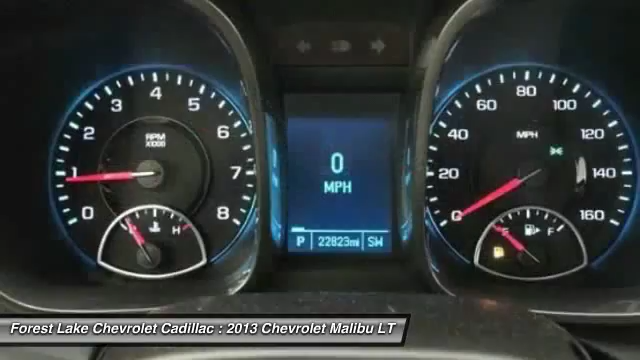 1 2 3 4 5 6 7 8 0
RPM
X1000
H
0
MPH
P 22823mi SW
0 20 40 60 80 100 120 140 160
MPH
F
Forest Lake Chevrolet Cadillac : 2013 Chevrolet Malibu LT